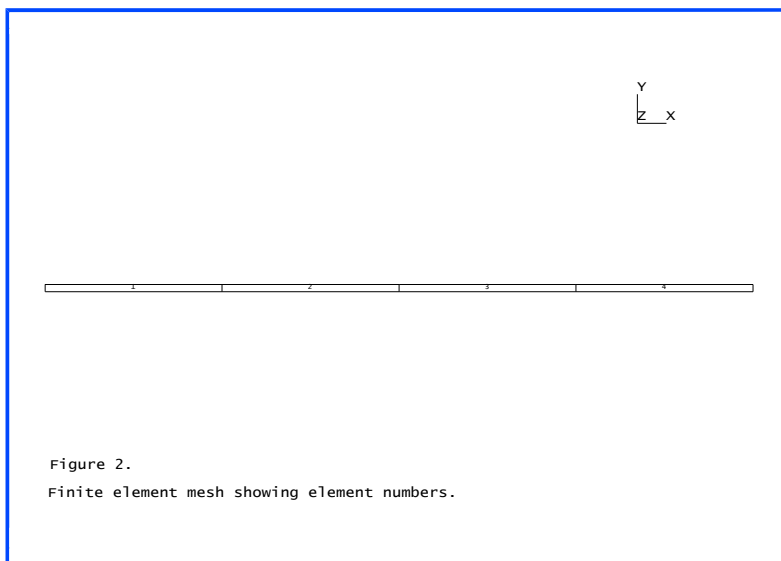 Y
Z X
1 2 3 4
Figure 2.
Finite element mesh showing element numbers.